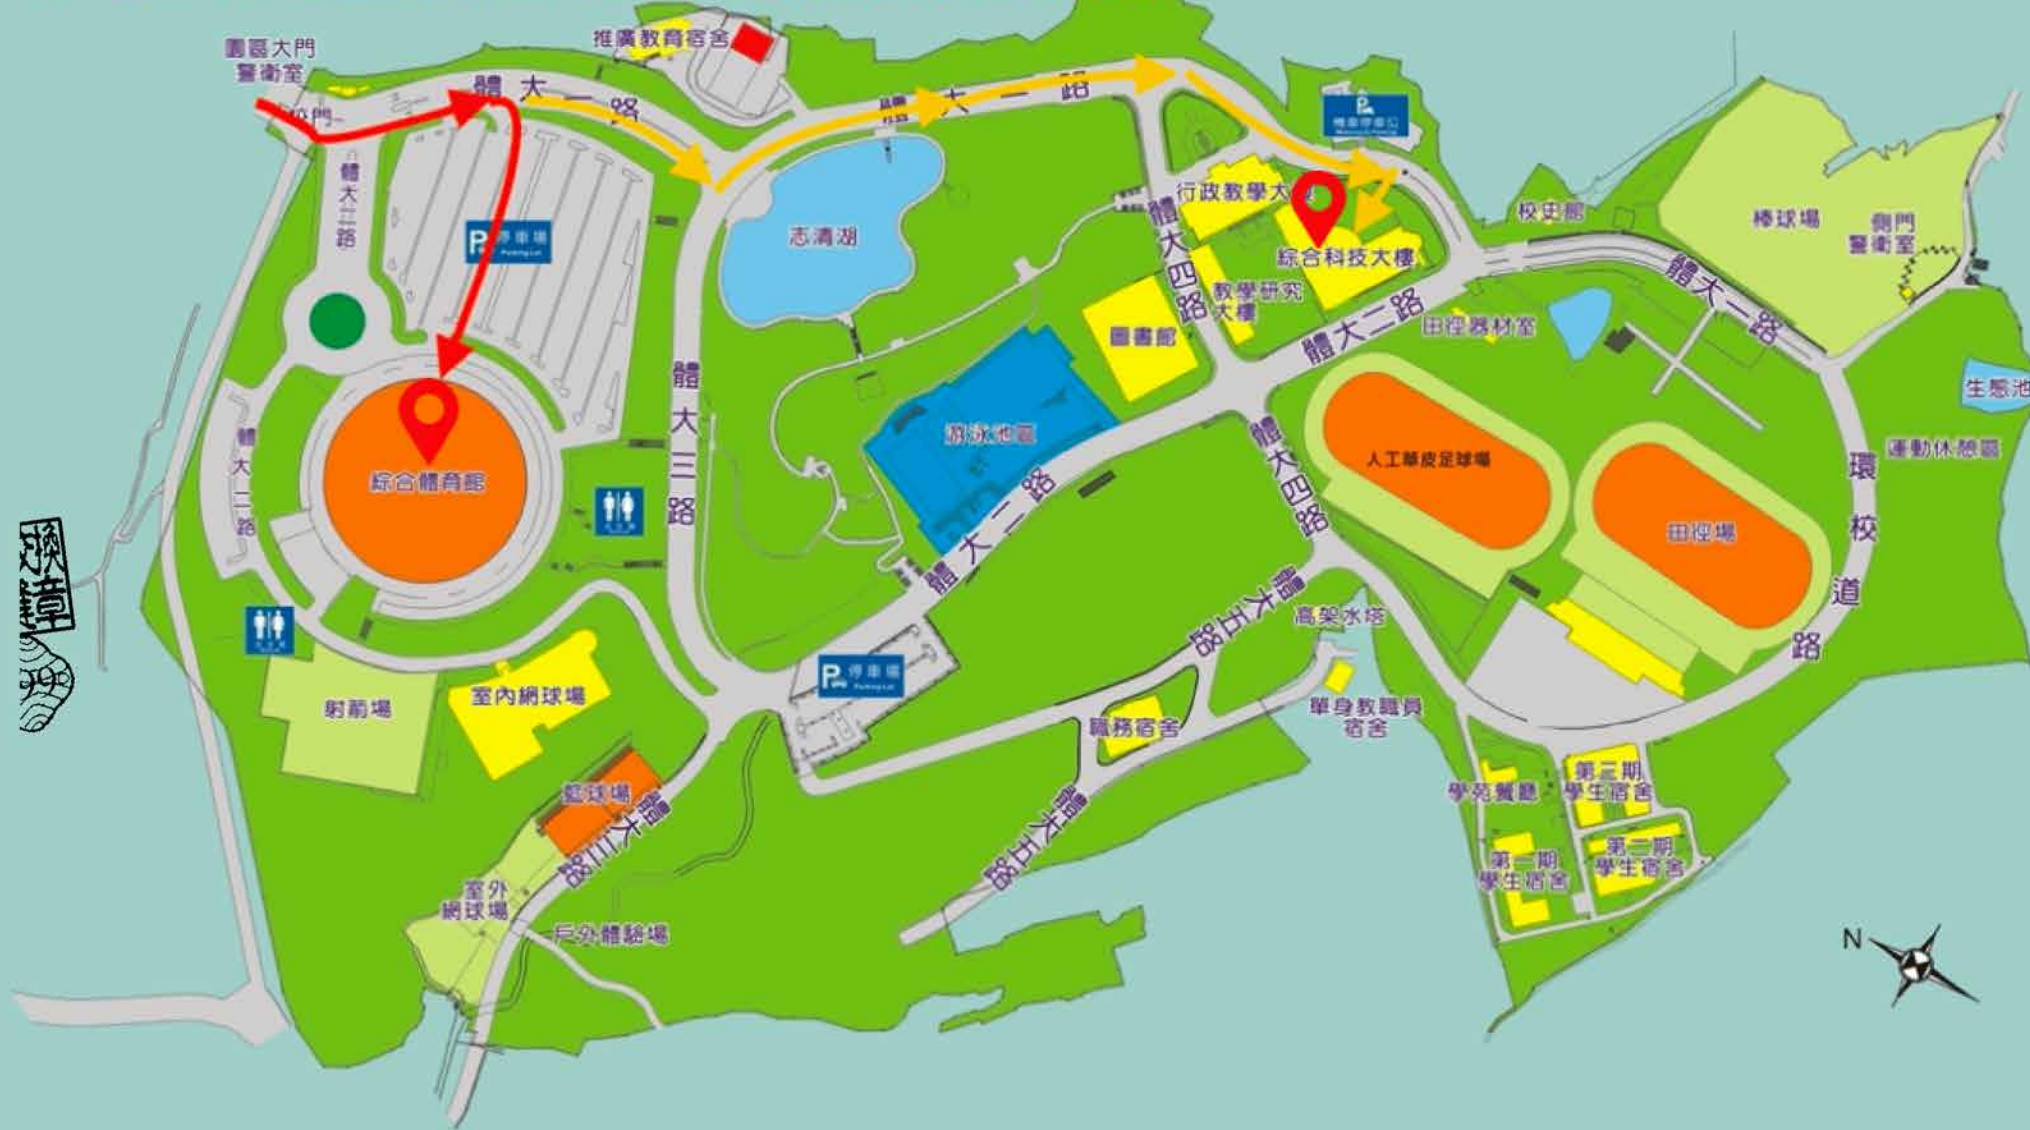 園區大門
警衛室
校門
推廣教育宿舍
體大一路
體大一路
體大二路
停車場
Parking Lot
志清湖
行政教學大
綜合科技大樓
教學研究
大樓
圖書館
體大四路
機車停車公
校史館
棒球場
側門
警衛室
體大一路
體大二路
田徑器材室
生態池
運動休憩區
環校道路
人工草皮足球場
田徑場
游泳池區
體大三路
綜合體育館
體大二路
體大二路
體大四路
體大五路
高架水塔
單身教職員
宿舍
職務宿舍
停車場
Parking Lot
射箭場
室內網球場
籃球場
體大三路
室外
網球場
戶外體驗場
體大五路
學苑餐廳
第三期
學生宿舍
第一期
學生宿舍
第二期
學生宿舍
N